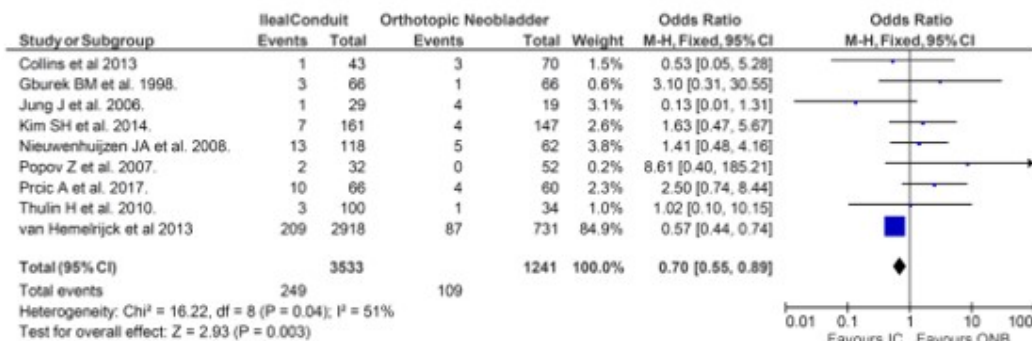 IlealConduit Orthotopic Neobladder Odds Ratio Odds Ratio
Study or Subgroup Events Total Events Total Weight M-H, Fixed, 95% CI M-H, Fixed, 95% CI
Collins et al 2013 1 43 3 70 1.5% 0.53 [0.05, 5.28]
Gburek BM et al. 1998. 3 66 1 66 0.7% 3.10 [0.31, 30.55]
Jung J et al. 2006. 1 29 4 19 3.1% 0.13 [0.01, 1.31]
Kim SH et al. 2014. 7 161 4 147 2.6% 1.63 [0.47, 5.67]
Nieuwenhuijzen JA et al. 2008. 13 118 5 62 3.8% 1.41 [0.48, 4.16]
Popov Z et al. 2007. 2 32 0 52 0.2% 8.61 [0.40, 185.21]
Prcic A et al. 2017. 10 66 4 60 2.3% 2.50 [0.74, 8.44]
Thulin H et al. 2010. 3 100 1 34 1.0% 1.02 [0.10, 10.15]
van Hemelrijck et al 2013 209 2918 87 731 84.9% 0.57 [0.44, 0.74]
Total (95% CI) 3533 1241 100.0% 0.70 [0.55, 0.89]
Total events 249 109
Heterogeneity: Chi² = 16.22, df = 8 (P = 0.04); I² = 51%
Test for overall effect: Z = 2.93 (P = 0.003)
0.01 0.1 1 10 100
Favours IC Favours ONB